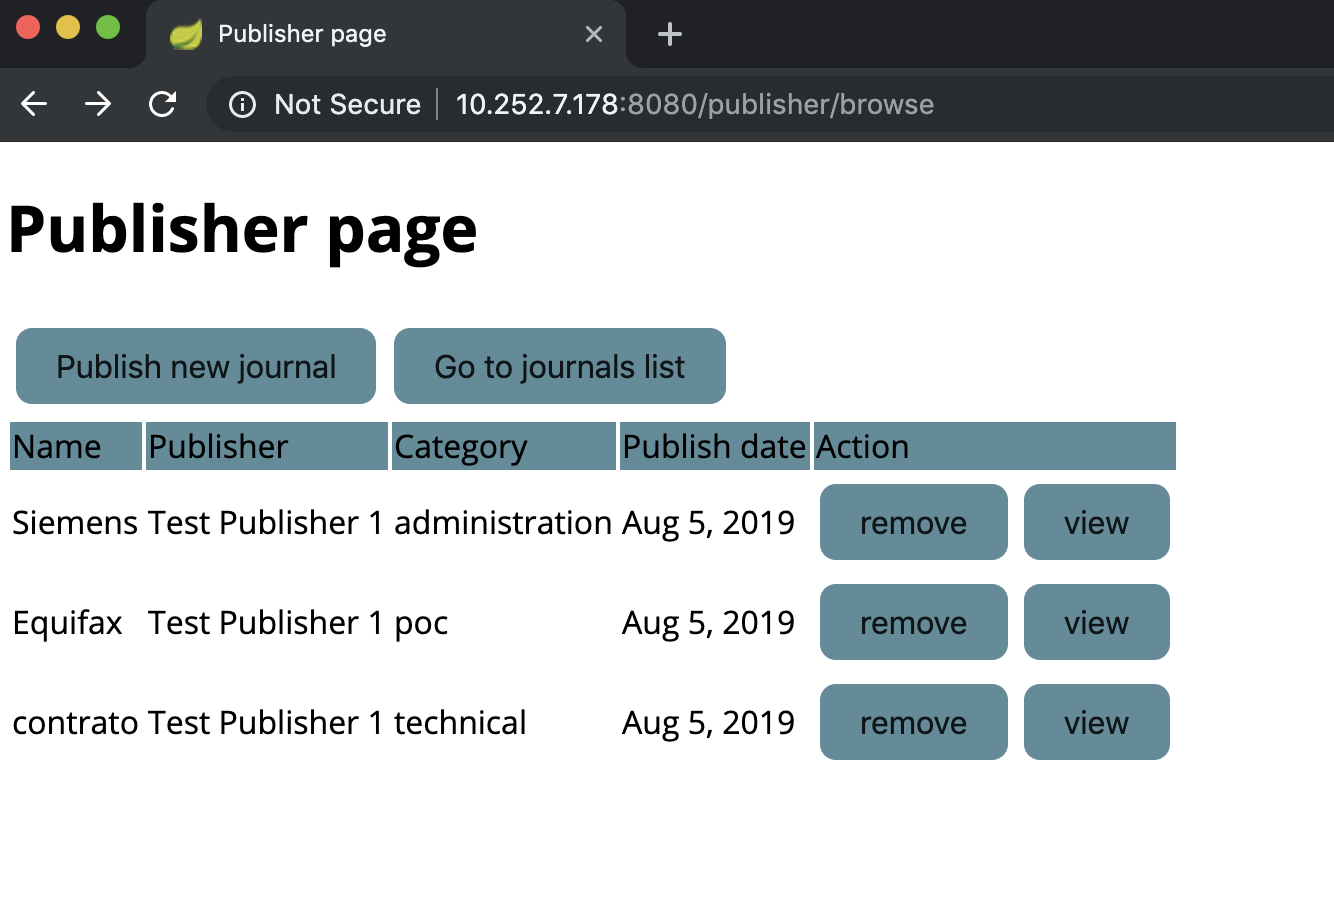 Publisher page
Not Secure 10.252.7.178:8080/publisher/browse
Publisher page
Publish new journal Go to journals list
Name Publisher Category Publish date Action
Siemens Test Publisher 1 administration Aug 5, 2019 remove view
Equifax Test Publisher 1 poc Aug 5, 2019 remove view
contrato Test Publisher 1 technical Aug 5, 2019 remove view